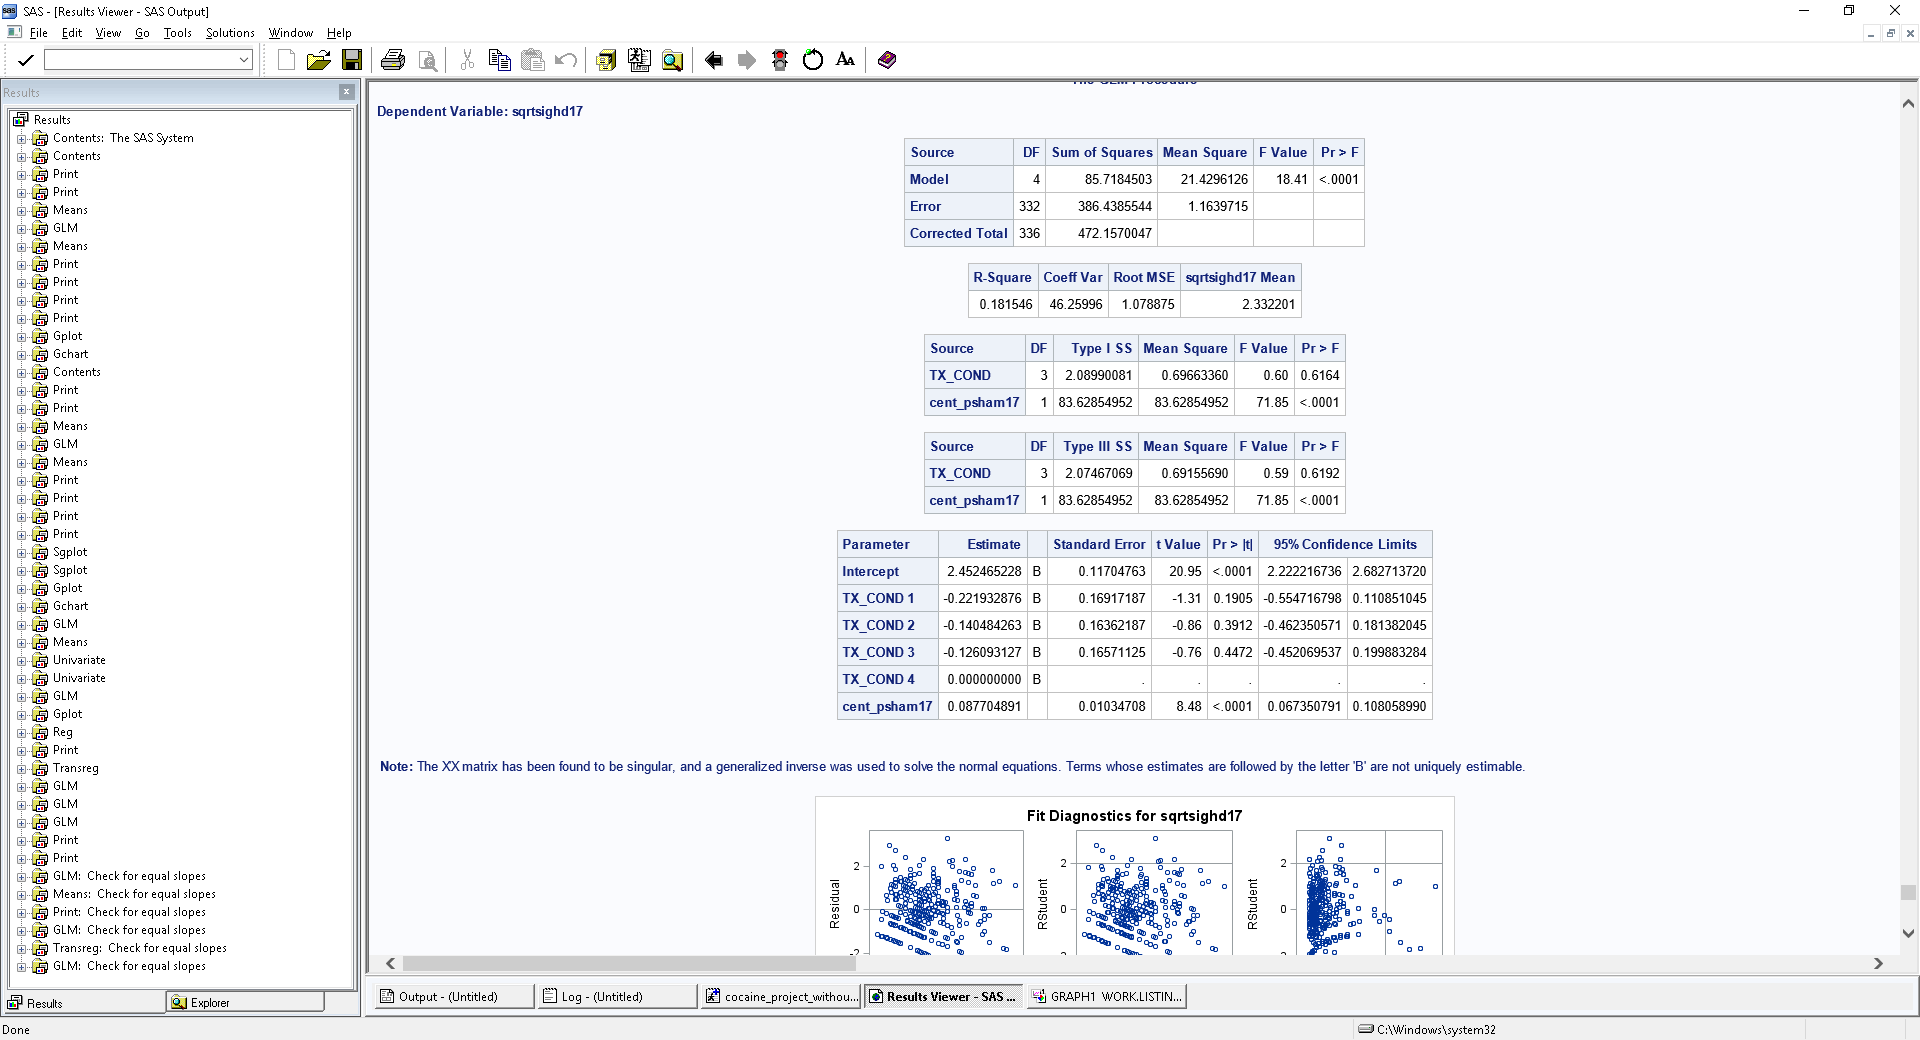 SAS - [Results Viewer - SAS Output]
File Edit View Go Tools Solutions Window Help
Results
Results
Contents: The SAS System
Contents
Print
Print
Means
GLM
Means
Print
Print
Print
Print
Gplot
Gchart
Contents
Print
Print
Means
GLM
Means
Print
Print
Print
Print
Sgplot
Sgplot
Gplot
Gchart
GLM
Means
Univariate
Univariate
GLM
Gplot
Reg
Print
Transreg
GLM
GLM
GLM
Print
Print
GLM: Check for equal slopes
Means: Check for equal slopes
Print: Check for equal slopes
GLM: Check for equal slopes
Transreg: Check for equal slopes
GLM: Check for equal slopes
Results Explorer
The GLM Procedure
Dependent Variable: sqrtsighd17
Source DF Sum of Squares Mean Square F Value Pr > F
Model 4 85.7184503 21.4296126 18.41 <.0001
Error 332 386.4385544 1.1639715
Corrected Total 336 472.1570047
R-Square Coeff Var Root MSE sqrtsighd17 Mean
0.181546 46.25996 1.078875 2.332201
Source DF Type I SS Mean Square F Value Pr > F
TX_COND 3 2.08990081 0.69663360 0.60 0.6164
cent_psham17 1 83.62854952 83.62854952 71.85 <.0001
Source DF Type III SS Mean Square F Value Pr > F
TX_COND 3 2.07467069 0.69155690 0.59 0.6192
cent_psham17 1 83.62854952 83.62854952 71.85 <.0001
Parameter Estimate Standard Error t Value Pr > |t| 95% Confidence Limits
Intercept 2.452465228 B 0.11704763 20.95 <.0001 2.222216736 2.682713720
TX_COND 1 -0.221932876 B 0.16917187 -1.31 0.1905 -0.554716798 0.110851045
TX_COND 2 -0.140484263 B 0.16362187 -0.86 0.3912 -0.462350571 0.181382045
TX_COND 3 -0.126093127 B 0.16571125 -0.76 0.4472 -0.452069537 0.199883284
TX_COND 4 0.000000000 B . . . . .
cent_psham17 0.087704891 0.01034708 8.48 <.0001 0.067350791 0.108058990
Note: The X'X matrix has been found to be singular, and a generalized inverse was used to solve the normal equations. Terms whose estimates are followed by the letter 'B' are not uniquely estimable.
Fit Diagnostics for sqrtsighd17
2 2 2
Residual RStudent RStudent
0 0 0
Output - (Untitled) Log - (Untitled) cocaine_project_withou... Results Viewer - SAS ... GRAPH1 WORK.LISTIN...
Done C:\Windows\system32